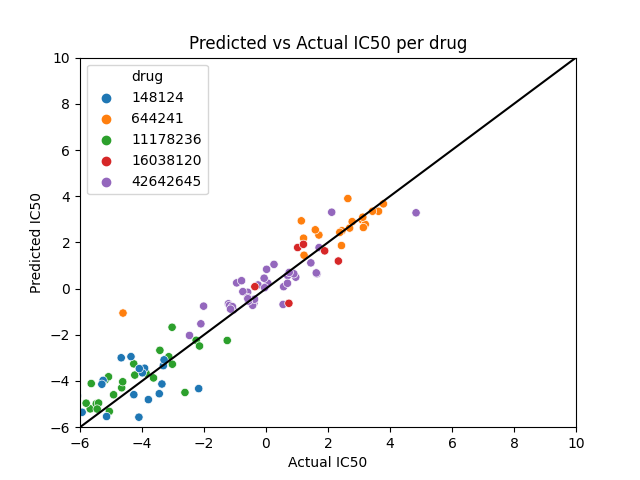 Predicted vs Actual IC50 per drug
10
8
6
4
2
0
−2
−4
−6
Predicted IC50
drug
148124
644241
11178236
16038120
42642645
−6 −4 −2 0 2 4 6 8 10
Actual IC50